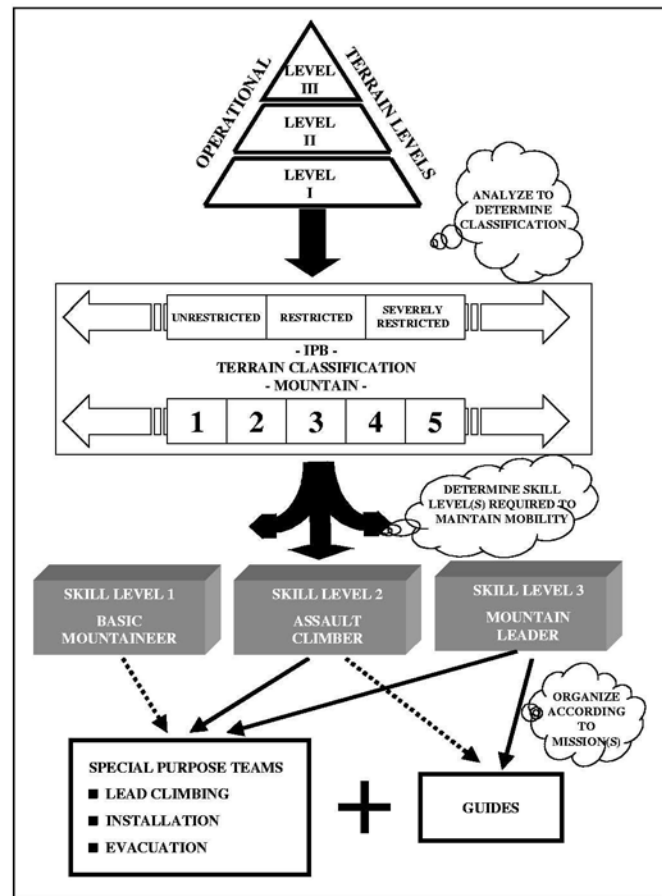 OPERATIONAL
TERRAIN LEVELS
LEVEL
III
LEVEL
II
LEVEL
I
ANALYZE TO
DETERMINE
CLASSIFICATION
UNRESTRICTED
RESTRICTED
SEVERELY
RESTRICTED
- IPB -
TERRAIN CLASSIFICATION
- MOUNTAIN -
1 2 3 4 5
DETERMINE SKILL
LEVEL(S) REQUIRED TO
MAINTAIN MOBILITY
SKILL LEVEL 1
BASIC
MOUNTAINEER
SKILL LEVEL 2
ASSAULT
CLIMBER
SKILL LEVEL 3
MOUNTAIN
LEADER
ORGANIZE
ACCORDING
TO
MISSION(S)
SPECIAL PURPOSE TEAMS
■ LEAD CLIMBING
■ INSTALLATION
■ EVACUATION
+
GUIDES